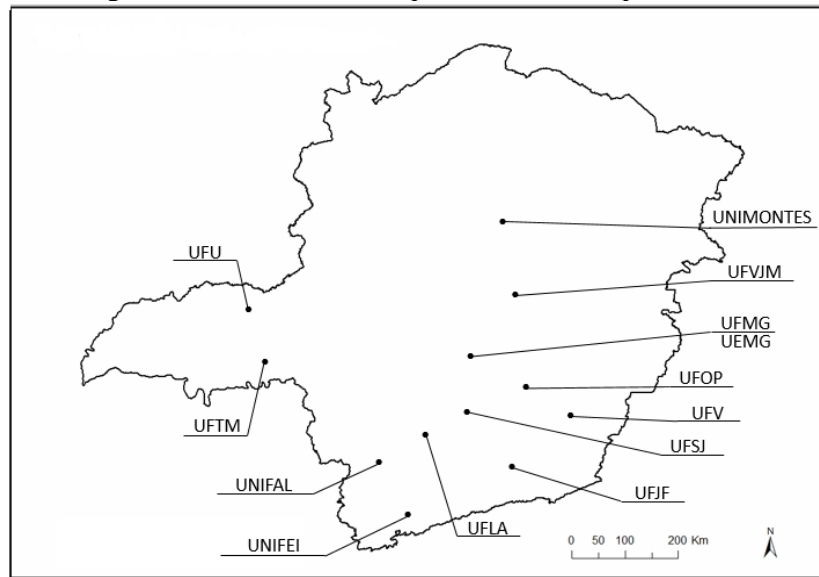 UNIMONTES
UFU
UFVJM
UFMG
UEMG
UFOP
UFTM
UFV
UFSJ
UNIFAL
UFJF
UNIFEI
UFLA
0 50 100 200 Km
N